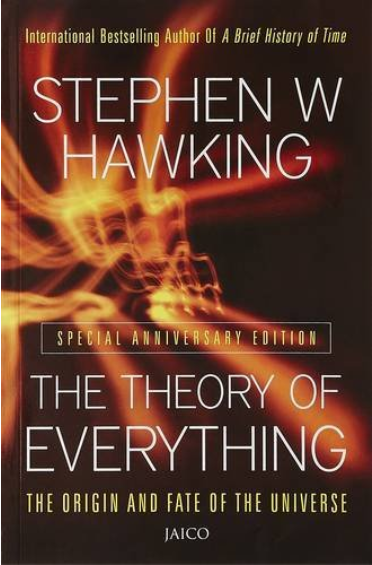 International Bestselling Author Of A Brief History of Time
STEPHEN W
HAWKING
SPECIAL ANNIVERSARY EDITION
THE THEORY OF
EVERYTHING
THE ORIGIN AND FATE OF THE UNIVERSE
JAICO